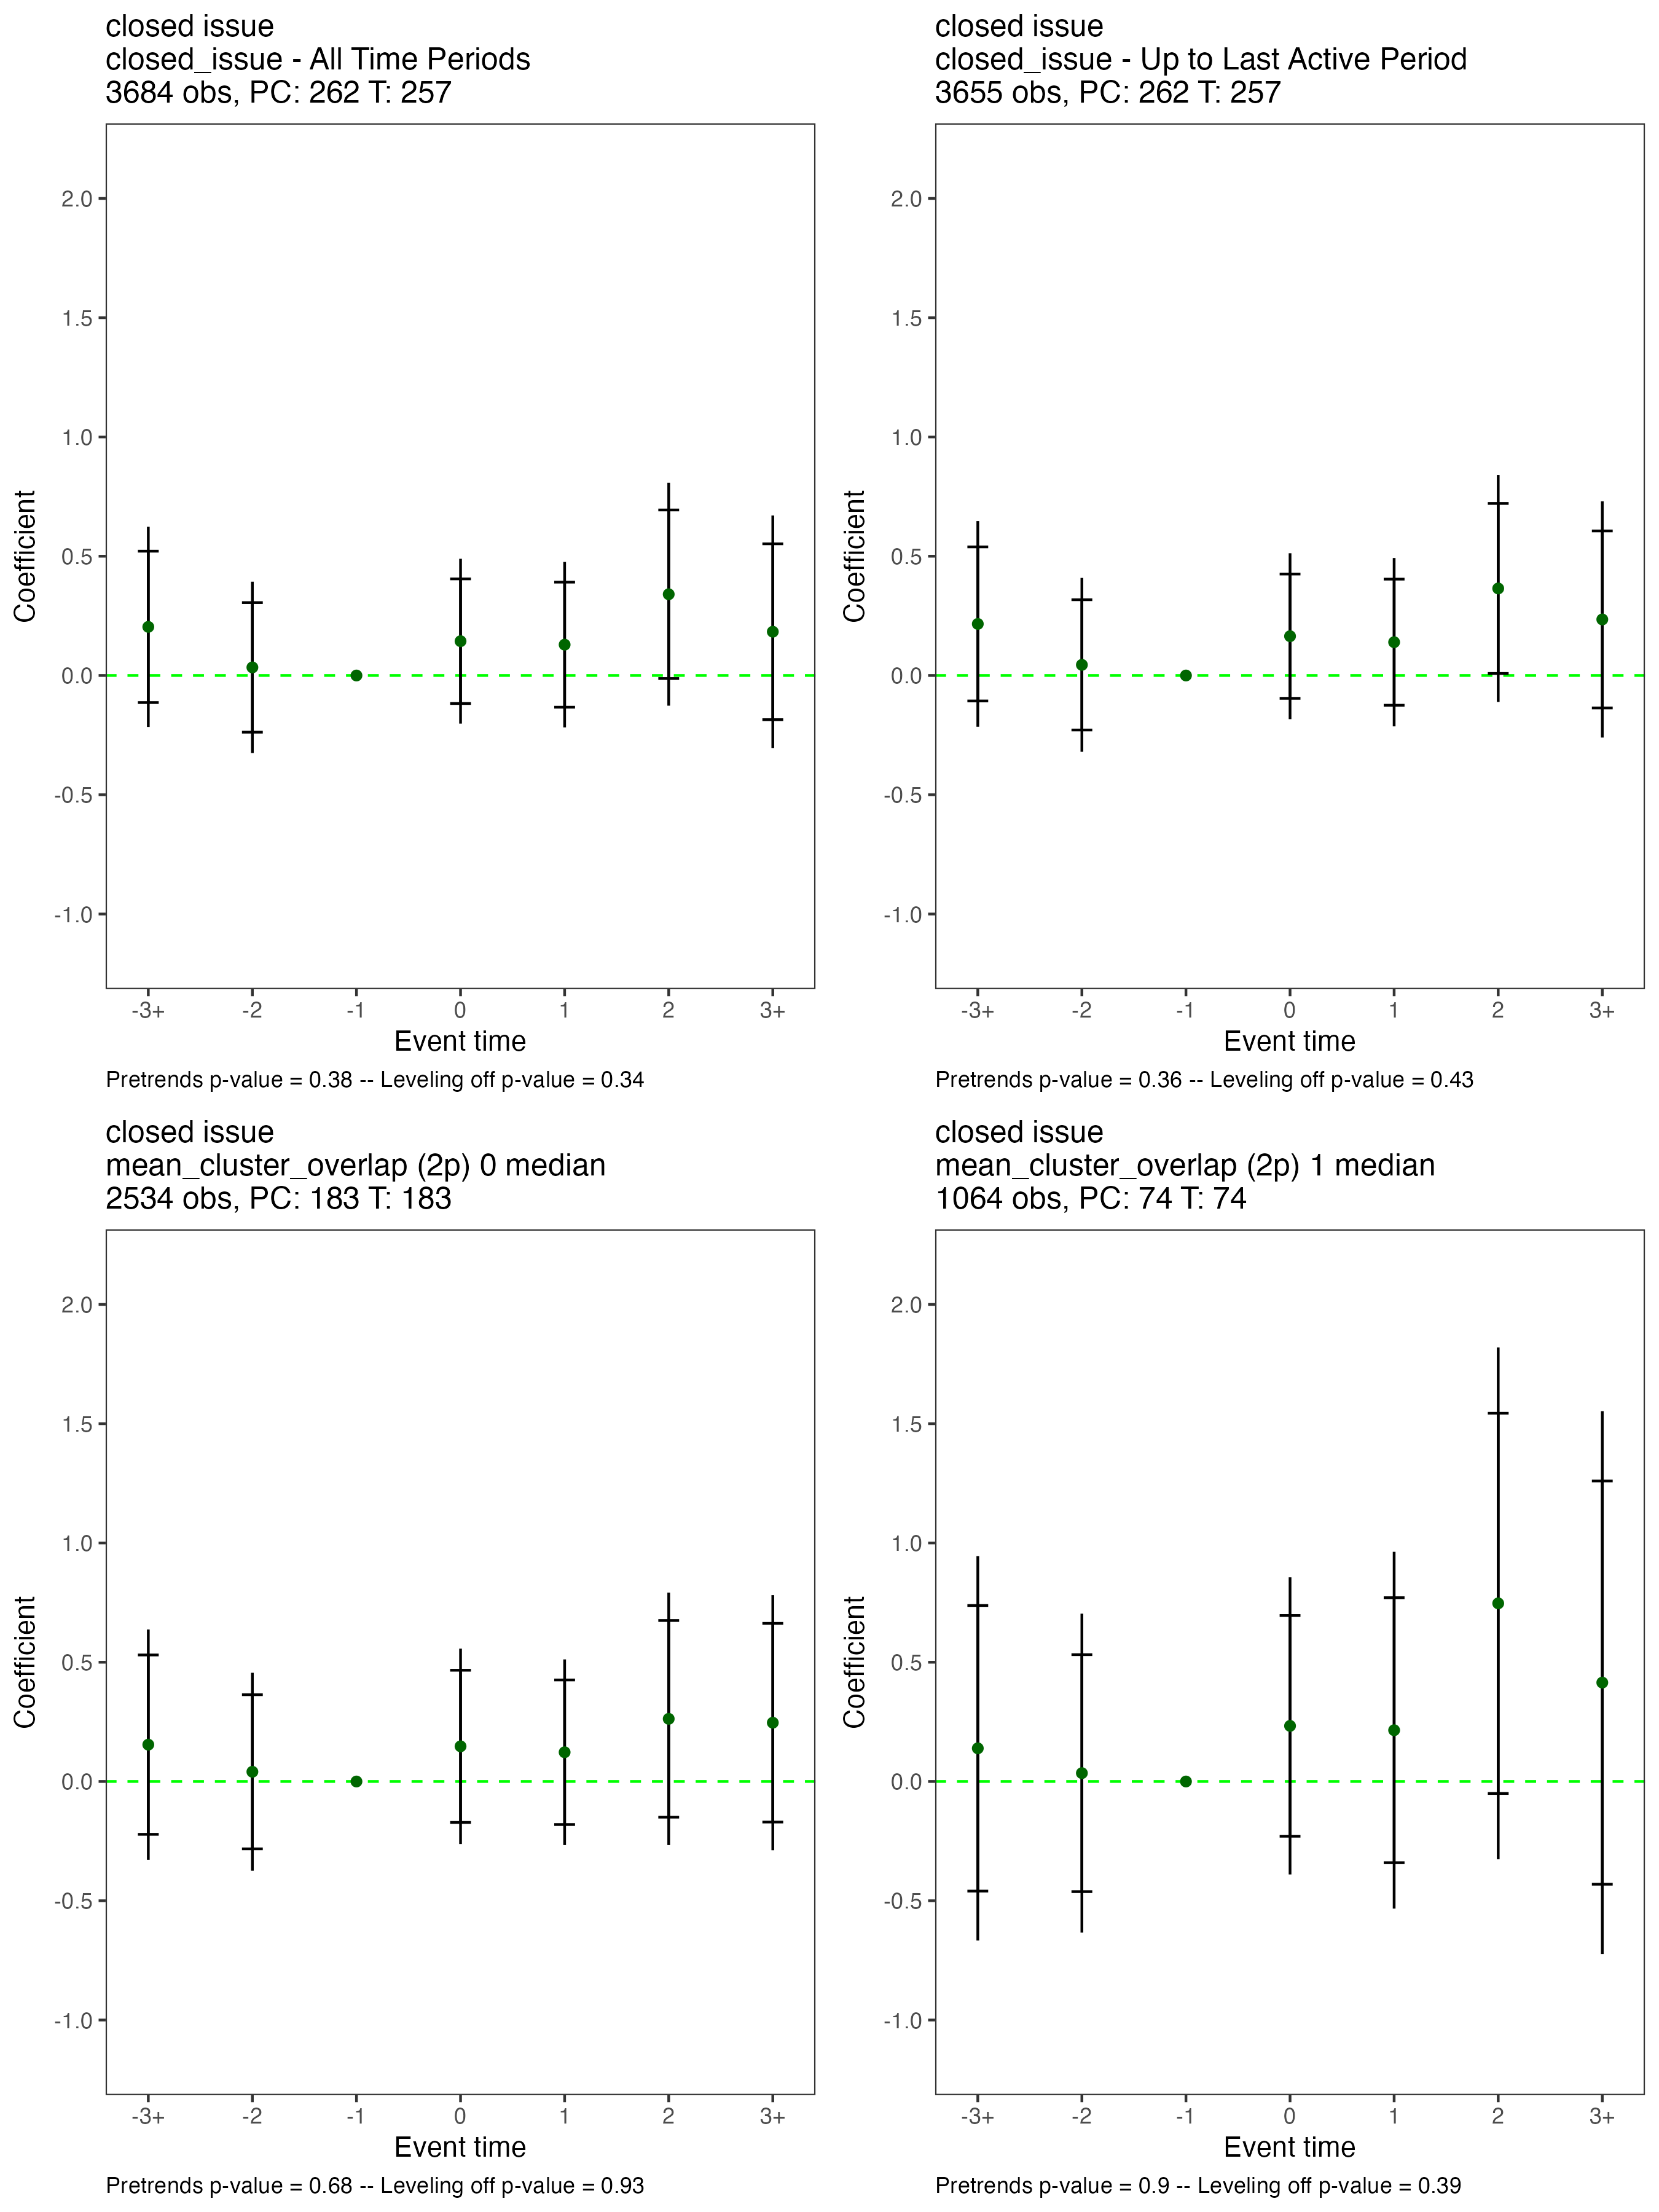 closed issue
closed_issue - All Time Periods
3684 obs, PC: 262 T: 257
2.0
1.5
1.0
0.5
0.0
-0.5
-1.0
Coefficient
-3+ -2 -1 0 1 2 3+
Event time
Pretrends p-value = 0.38 -- Leveling off p-value = 0.34
closed issue
closed_issue - Up to Last Active Period
3655 obs, PC: 262 T: 257
2.0
1.5
1.0
0.5
0.0
-0.5
-1.0
Coefficient
-3+ -2 -1 0 1 2 3+
Event time
Pretrends p-value = 0.36 -- Leveling off p-value = 0.43
closed issue
mean_cluster_overlap (2p) 0 median
2534 obs, PC: 183 T: 183
2.0
1.5
1.0
0.5
0.0
-0.5
-1.0
Coefficient
-3+ -2 -1 0 1 2 3+
Event time
Pretrends p-value = 0.68 -- Leveling off p-value = 0.93
closed issue
mean_cluster_overlap (2p) 1 median
1064 obs, PC: 74 T: 74
2.0
1.5
1.0
0.5
0.0
-0.5
-1.0
Coefficient
-3+ -2 -1 0 1 2 3+
Event time
Pretrends p-value = 0.9 -- Leveling off p-value = 0.39